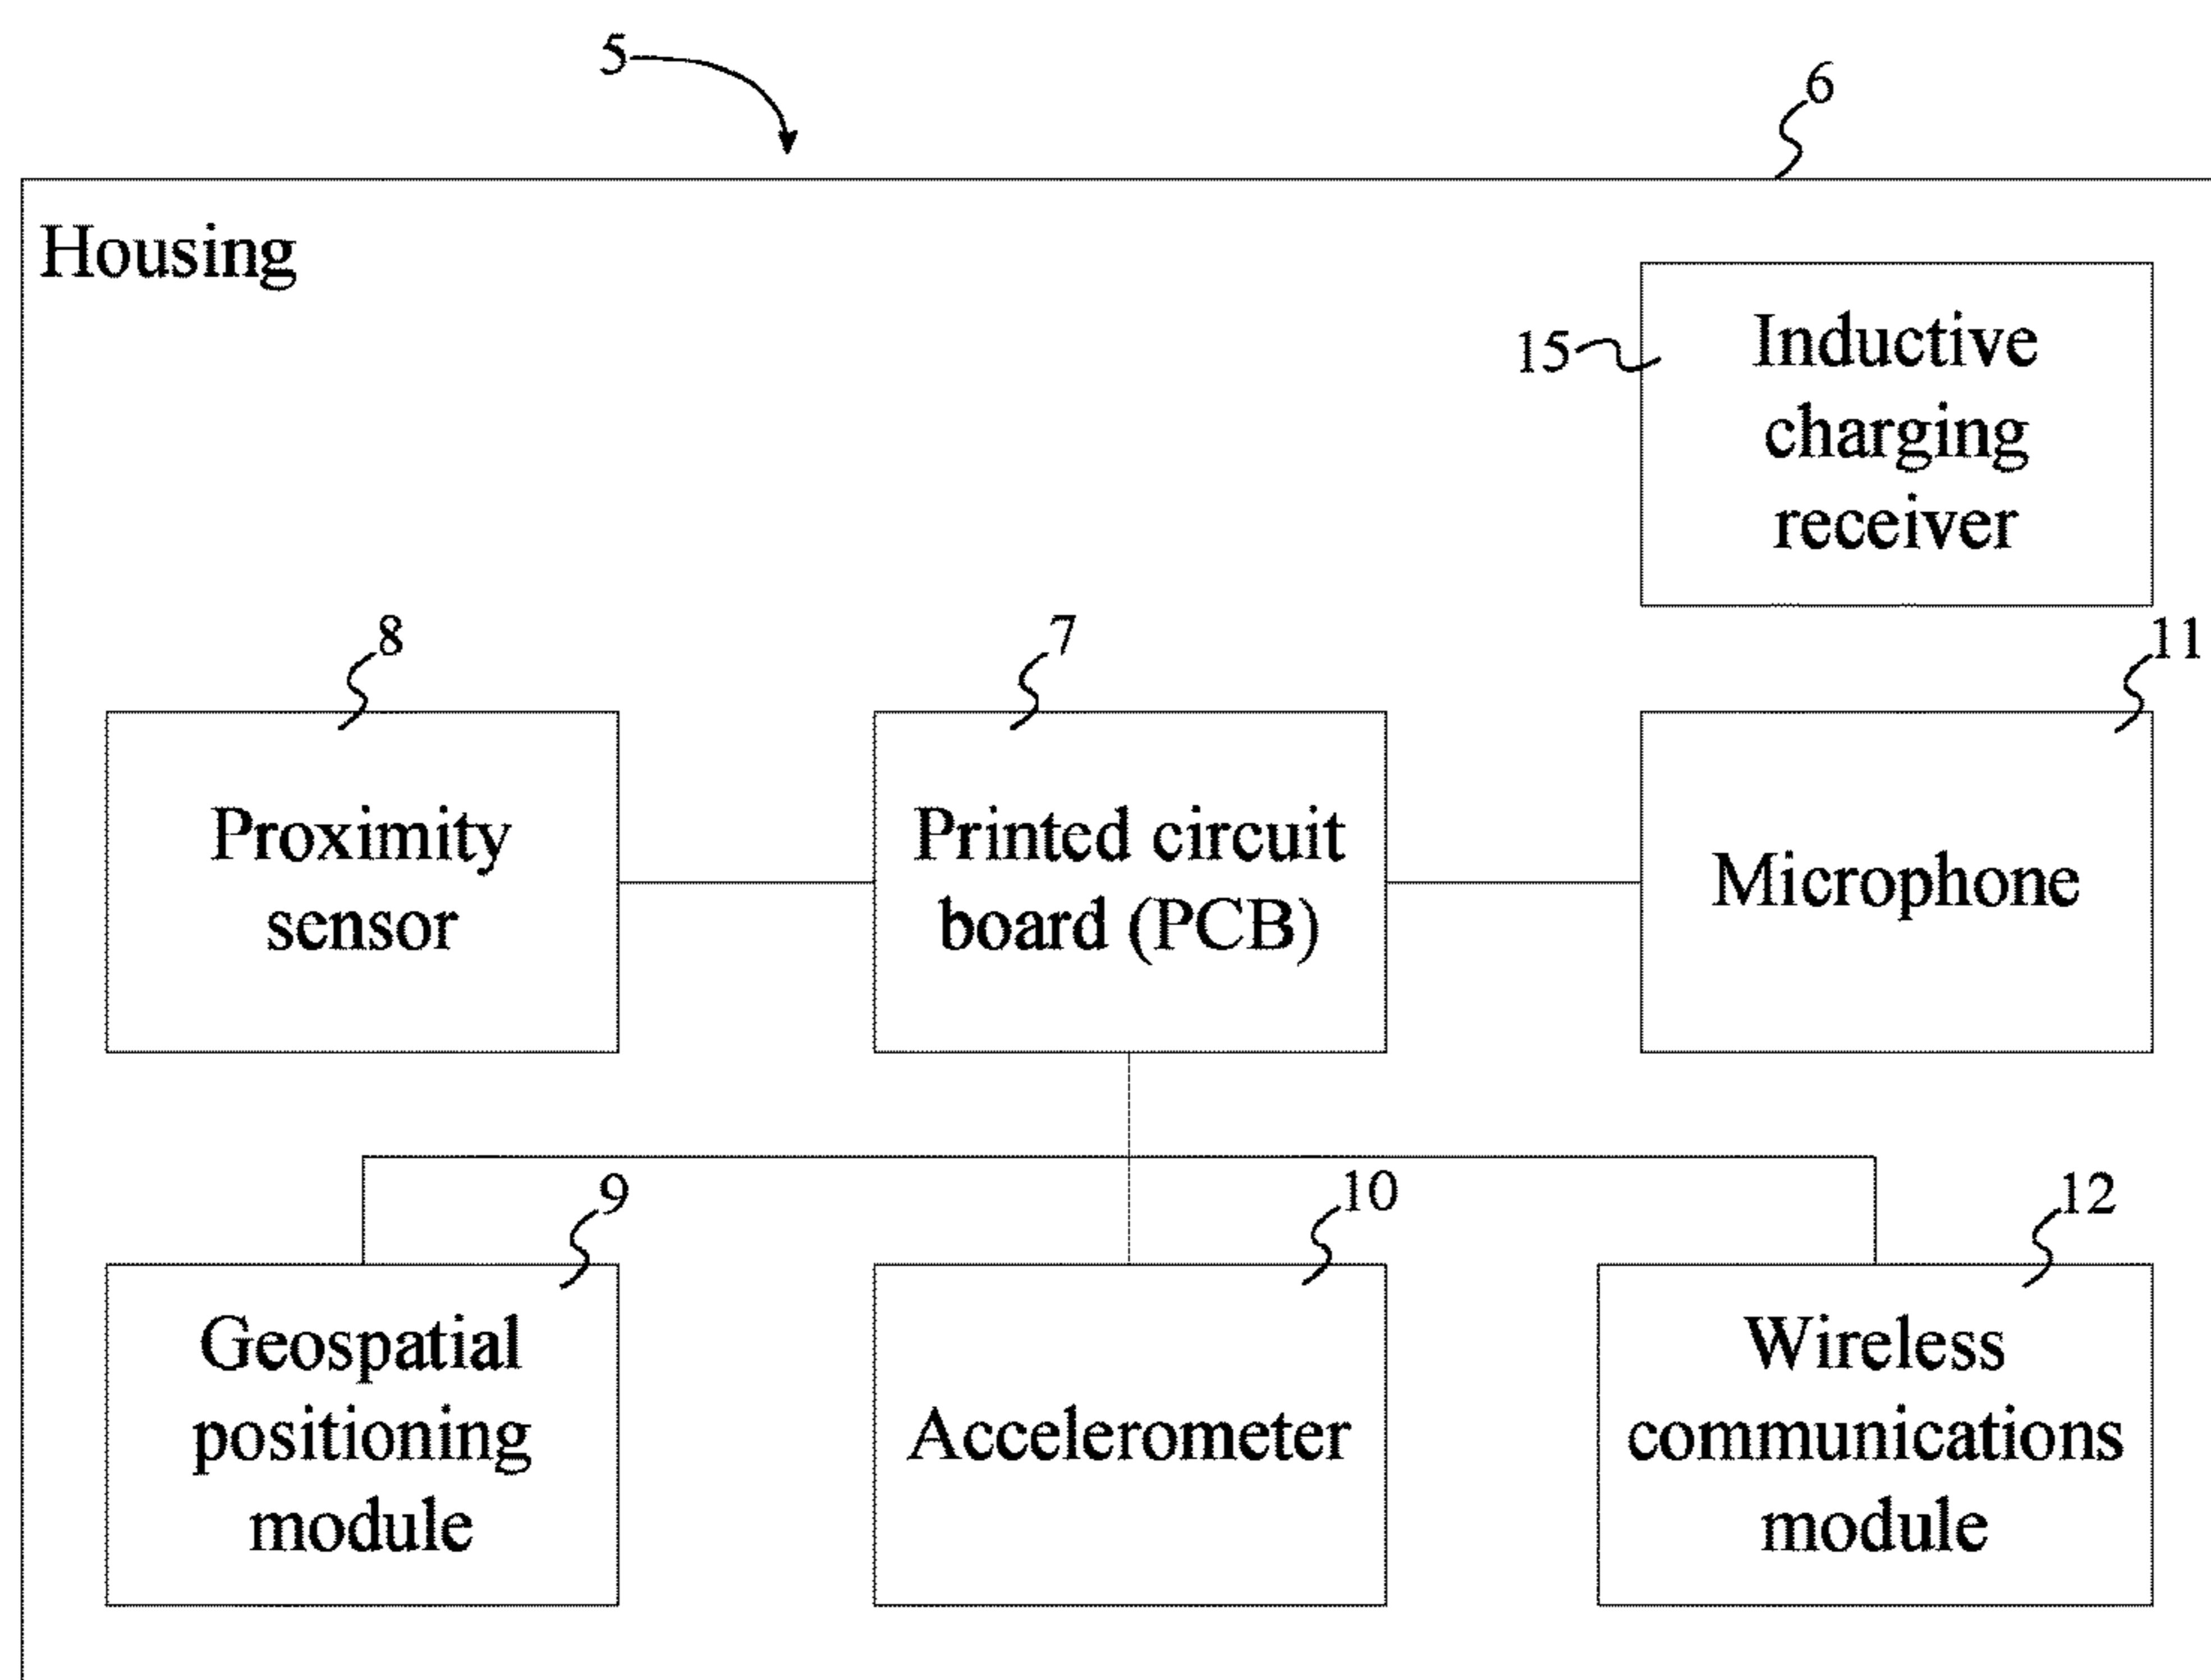 5
6
Housing
15
Inductive
charging
receiver
8
7
11
Proximity
sensor
Printed circuit
board (PCB)
Microphone
9
10
12
Geospatial
positioning
module
Accelerometer
Wireless
communications
module